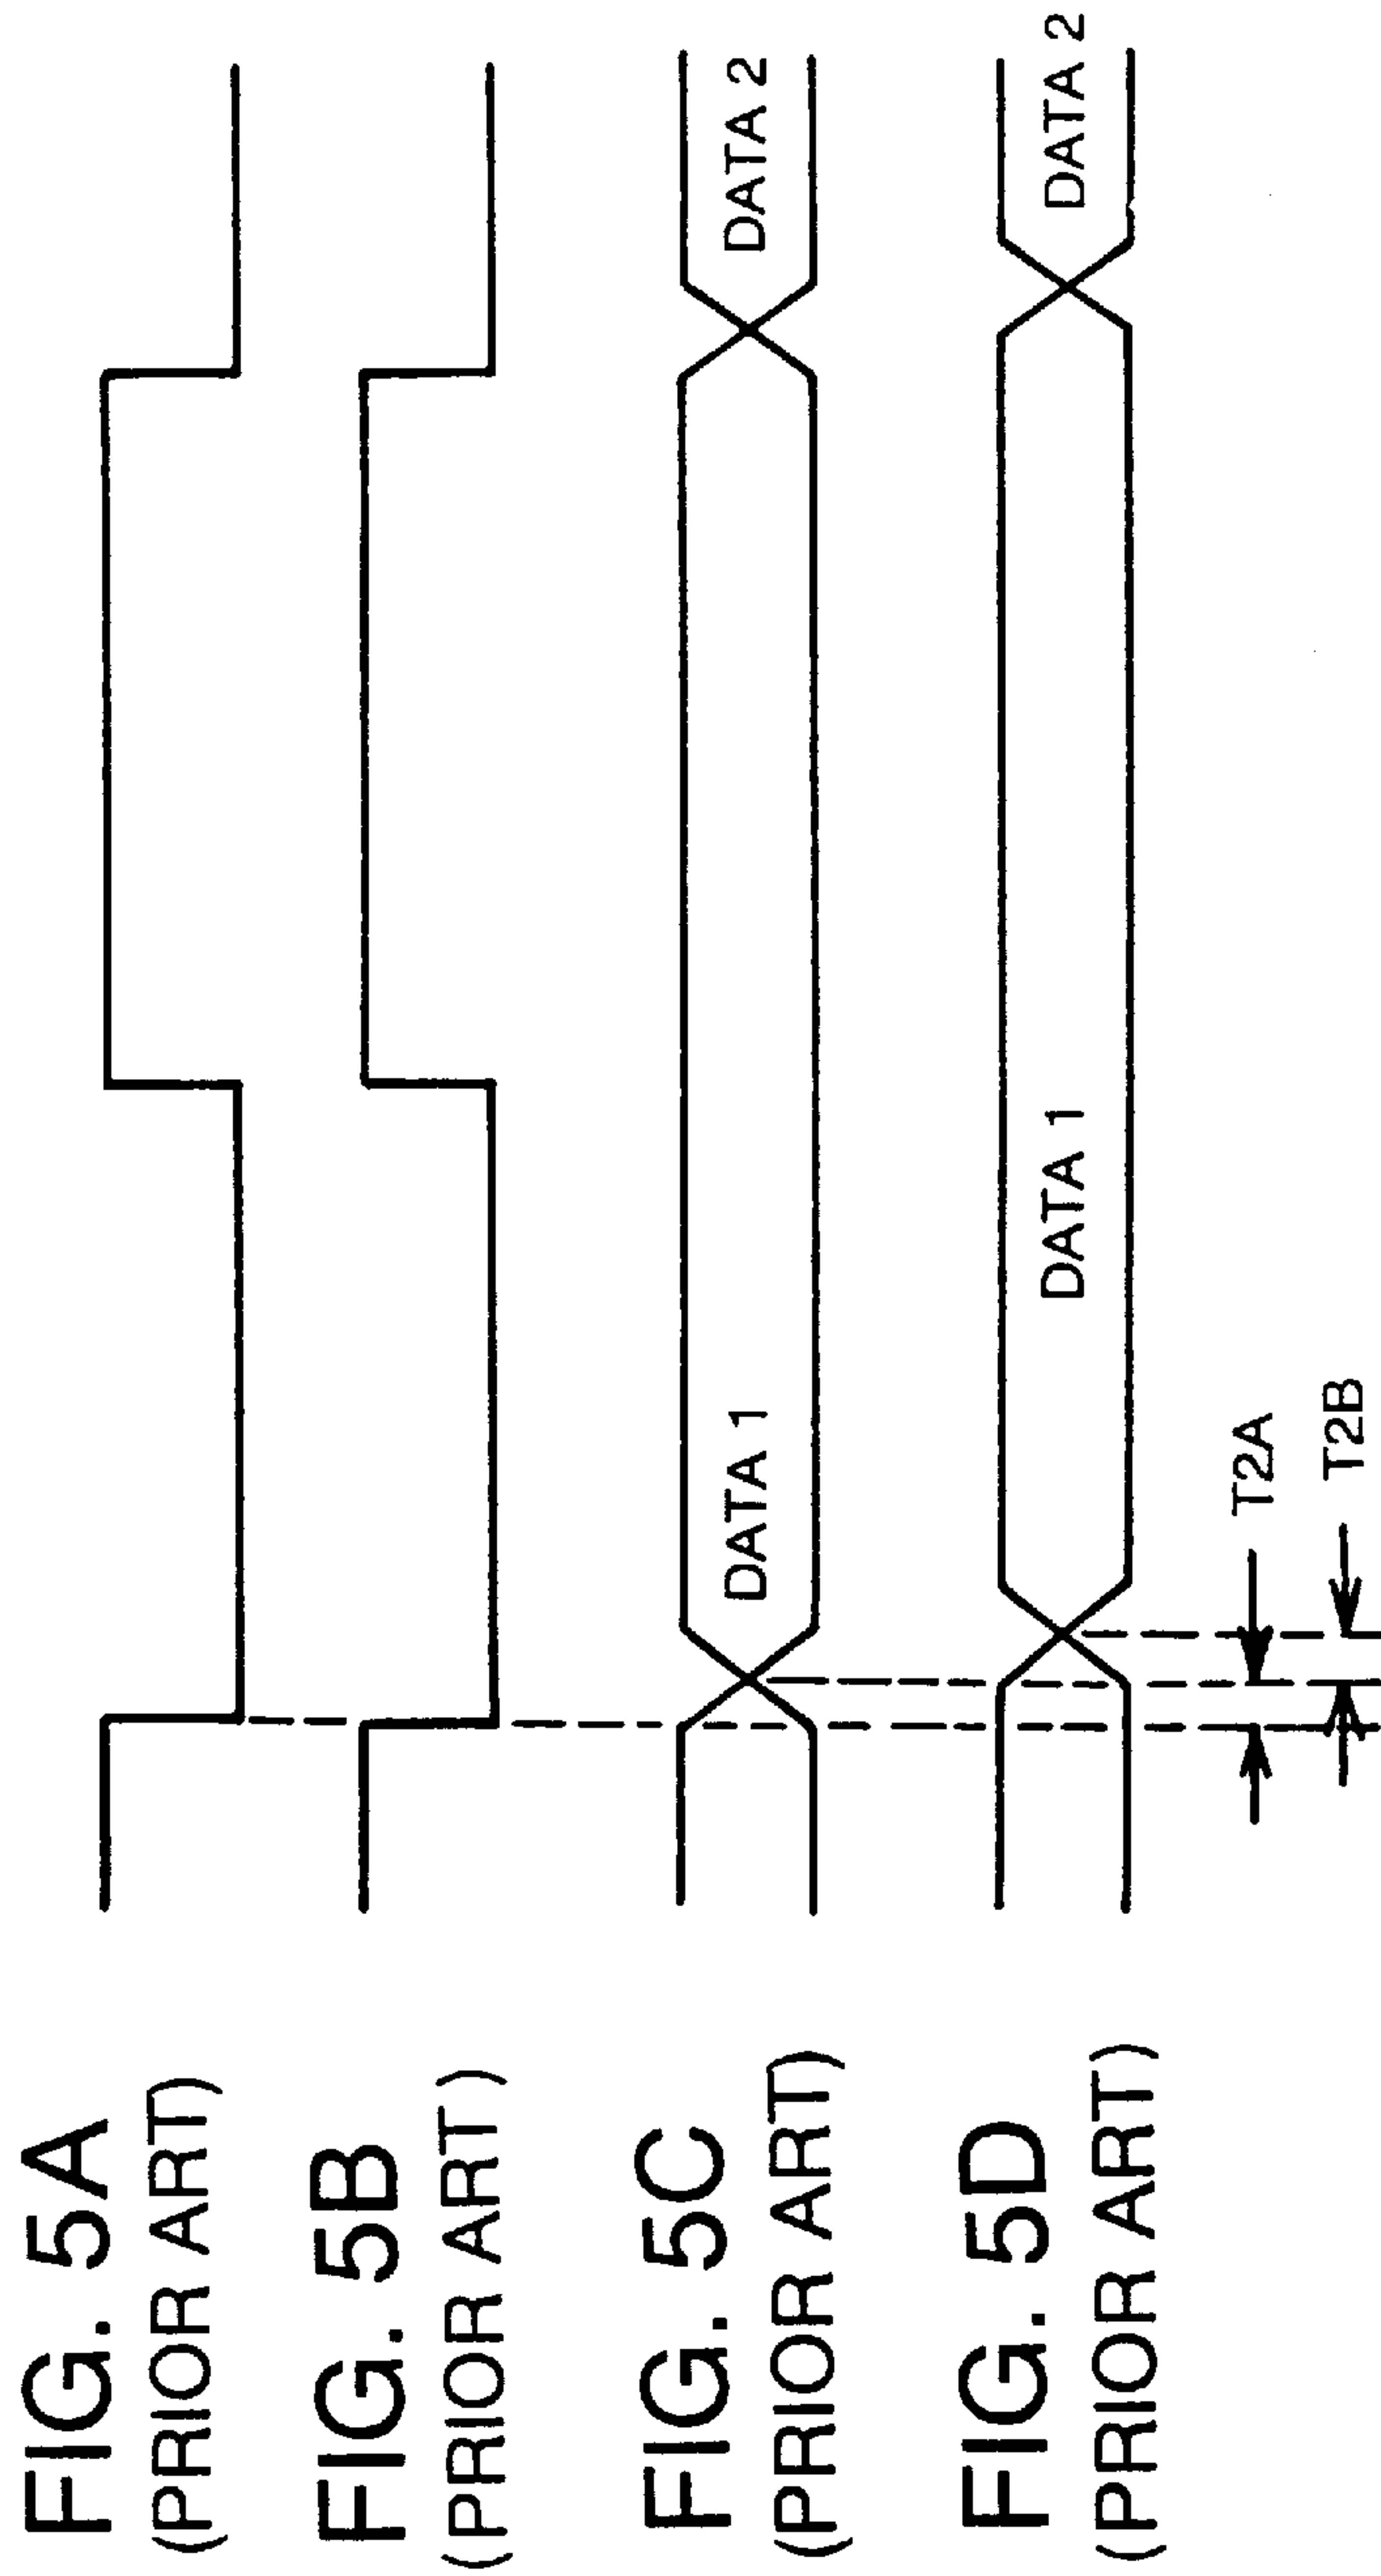 FIG. 5A
(PRIOR ART)
FIG. 5B
(PRIOR ART)
FIG. 5C
(PRIOR ART)
DATA 1
DATA 2
FIG. 5D
(PRIOR ART)
DATA 1
DATA 2
T2A
T2B